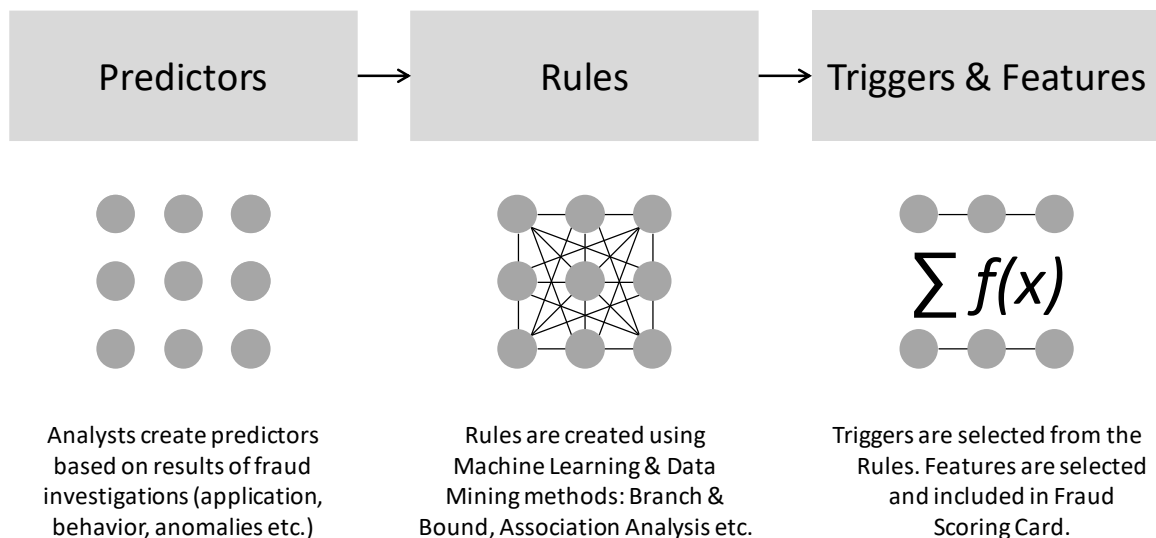 Predictors
Rules
Triggers & Features
∑ f(x)
Analysts create predictors
based on results of fraud
investigations (application,
behavior, anomalies etc.)
Rules are created using
Machine Learning & Data
Mining methods: Branch &
Bound, Association Analysis etc.
Triggers are selected from the
Rules. Features are selected
and included in Fraud
Scoring Card.